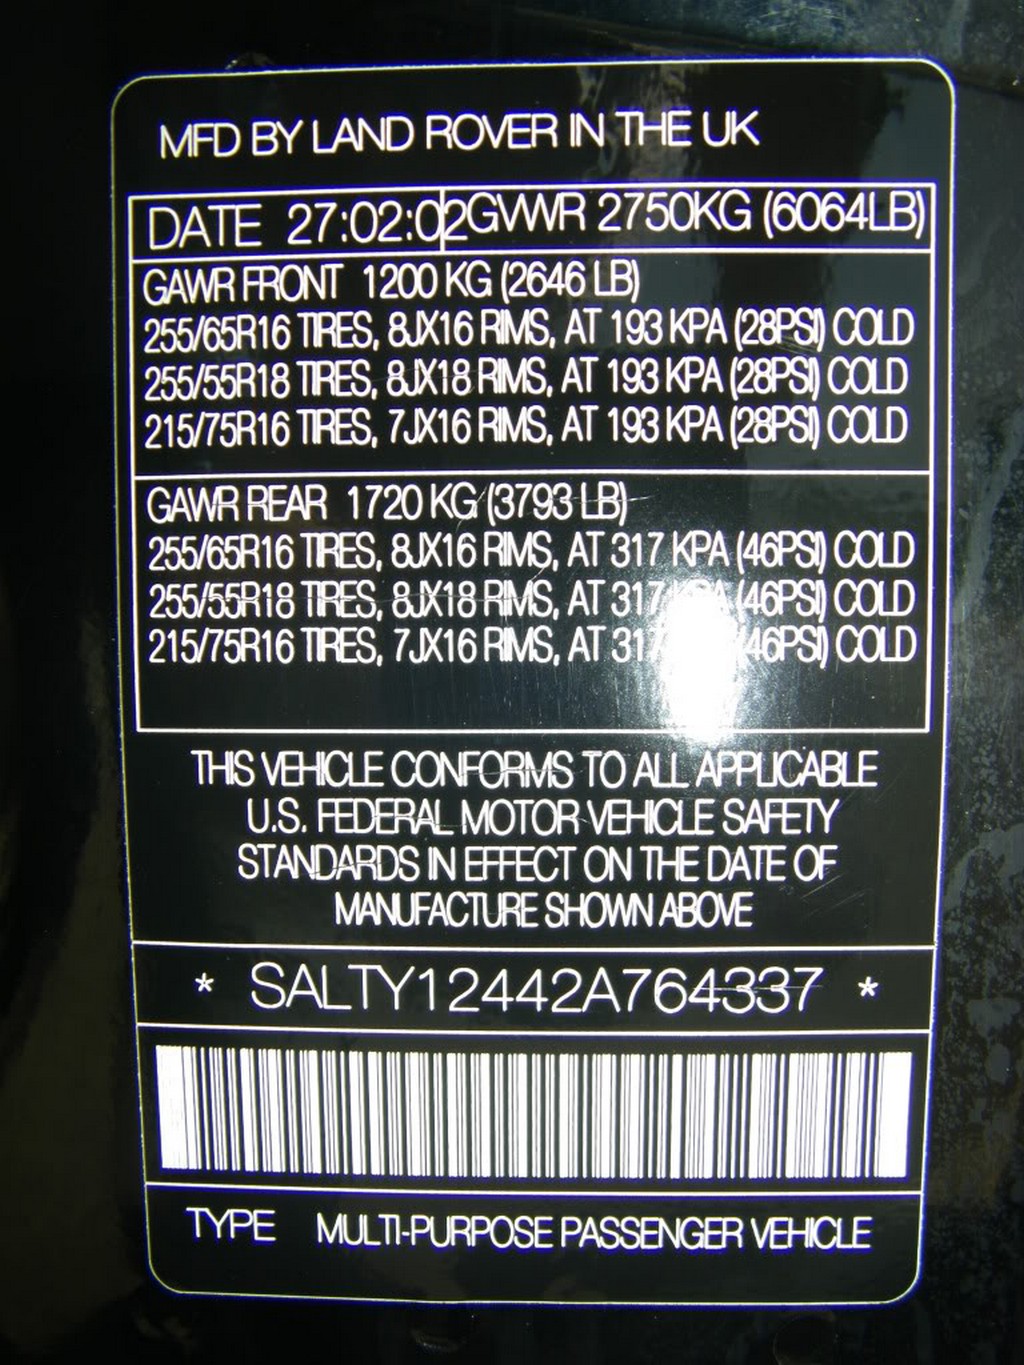 MFD BY LAND ROVER IN THE UK
DATE 27:02:02 GVWR 2750KG (6064LB)
GAWR FRONT 1200 KG (2646 LB)
255/65R16 TIRES, 8JX16 RIMS, AT 193 KPA (28PSI) COLD
255/55R18 TIRES, 8JX18 RIMS, AT 193 KPA (28PSI) COLD
215/75R16 TIRES, 7JX16 RIMS, AT 193 KPA (28PSI) COLD
GAWR REAR 1720 KG (3793 LB)
255/65R16 TIRES, 8JX16 RIMS, AT 317 KPA (46PSI) COLD
255/55R18 TIRES, 8JX18 RIMS, AT 317 KPA (46PSI) COLD
215/75R16 TIRES, 7JX16 RIMS, AT 317 (46PSI) COLD
THIS VEHICLE CONFORMS TO ALL APPLICABLE
U.S. FEDERAL MOTOR VEHICLE SAFETY
STANDARDS IN EFFECT ON THE DATE OF
MANUFACTURE SHOWN ABOVE
* SALTY12442A764337 *
TYPE MULTI-PURPOSE PASSENGER VEHICLE